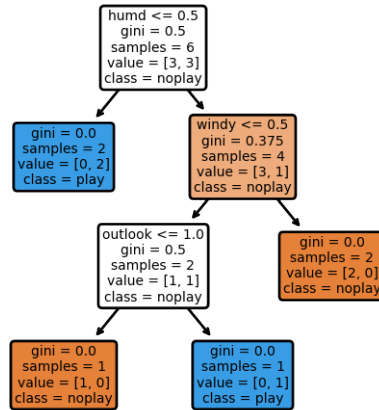 humd <= 0.5
gini = 0.5
samples = 6
value = [3, 3]
class = noplay
gini = 0.0
samples = 2
value = [0, 2]
class = play
windy <= 0.5
gini = 0.375
samples = 4
value = [3, 1]
class = noplay
outlook <= 1.0
gini = 0.5
samples = 2
value = [1, 1]
class = noplay
gini = 0.0
samples = 2
value = [2, 0]
class = noplay
gini = 0.0
samples = 1
value = [1, 0]
class = noplay
gini = 0.0
samples = 1
value = [0, 1]
class = play